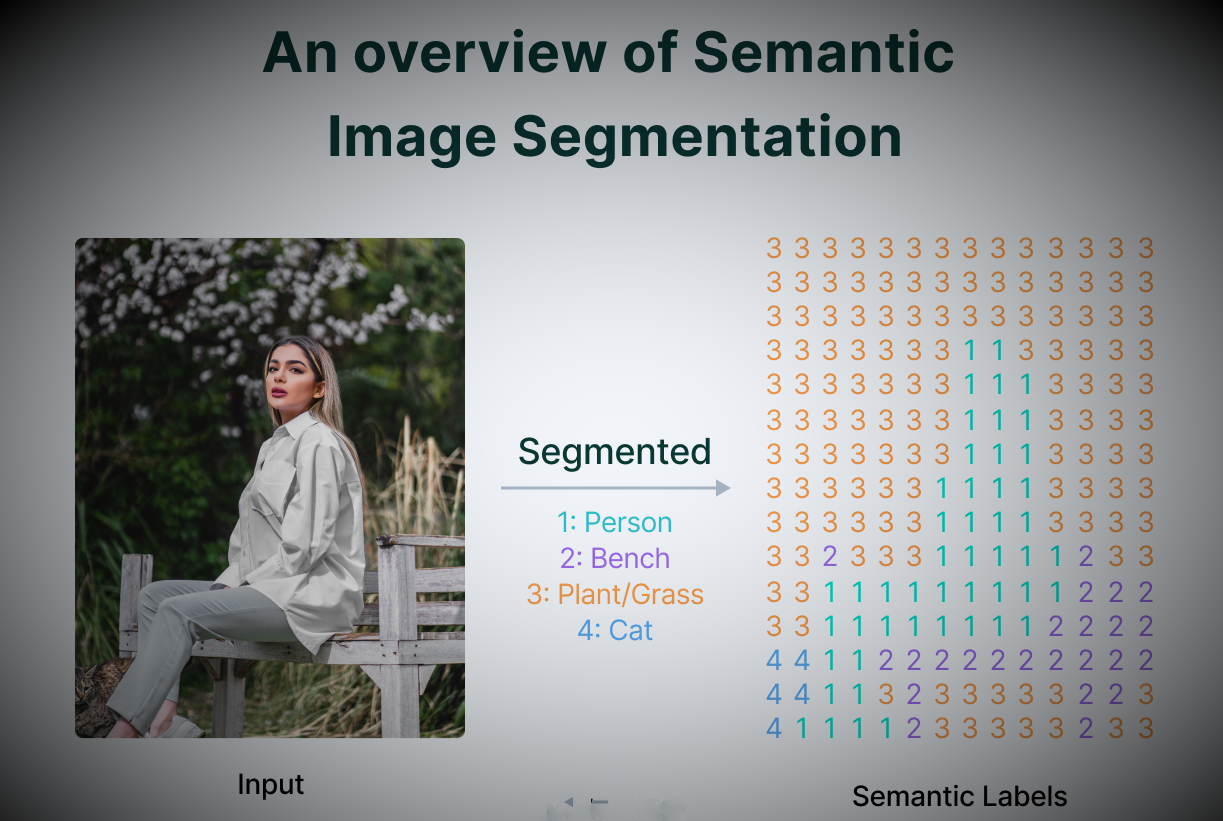 An overview of Semantic
Image Segmentation
Segmented
1: Person
2: Bench
3: Plant/Grass
4: Cat
3 3 3 3 3 3 3 3 3 3 3 3 3 3
3 3 3 3 3 3 3 3 3 3 3 3 3 3
3 3 3 3 3 3 3 3 3 3 3 3 3 3
3 3 3 3 3 3 3 1 1 3 3 3 3 3
3 3 3 3 3 3 3 1 1 1 3 3 3 3
3 3 3 3 3 3 3 1 1 1 3 3 3 3
3 3 3 3 3 3 3 1 1 1 3 3 3 3
3 3 3 3 3 3 1 1 1 1 3 3 3 3
3 3 3 3 3 3 1 1 1 1 3 3 3 3
3 3 2 3 3 3 1 1 1 1 1 2 3 3
3 3 1 1 1 1 1 1 1 1 1 2 2 2
3 3 1 1 1 1 1 1 1 1 2 2 2 2
4 4 1 1 2 2 2 2 2 2 2 2 2 2
4 4 1 1 3 2 3 3 3 3 3 2 2 3
4 1 1 1 1 2 3 3 3 3 3 2 3 3
Input
Semantic Labels